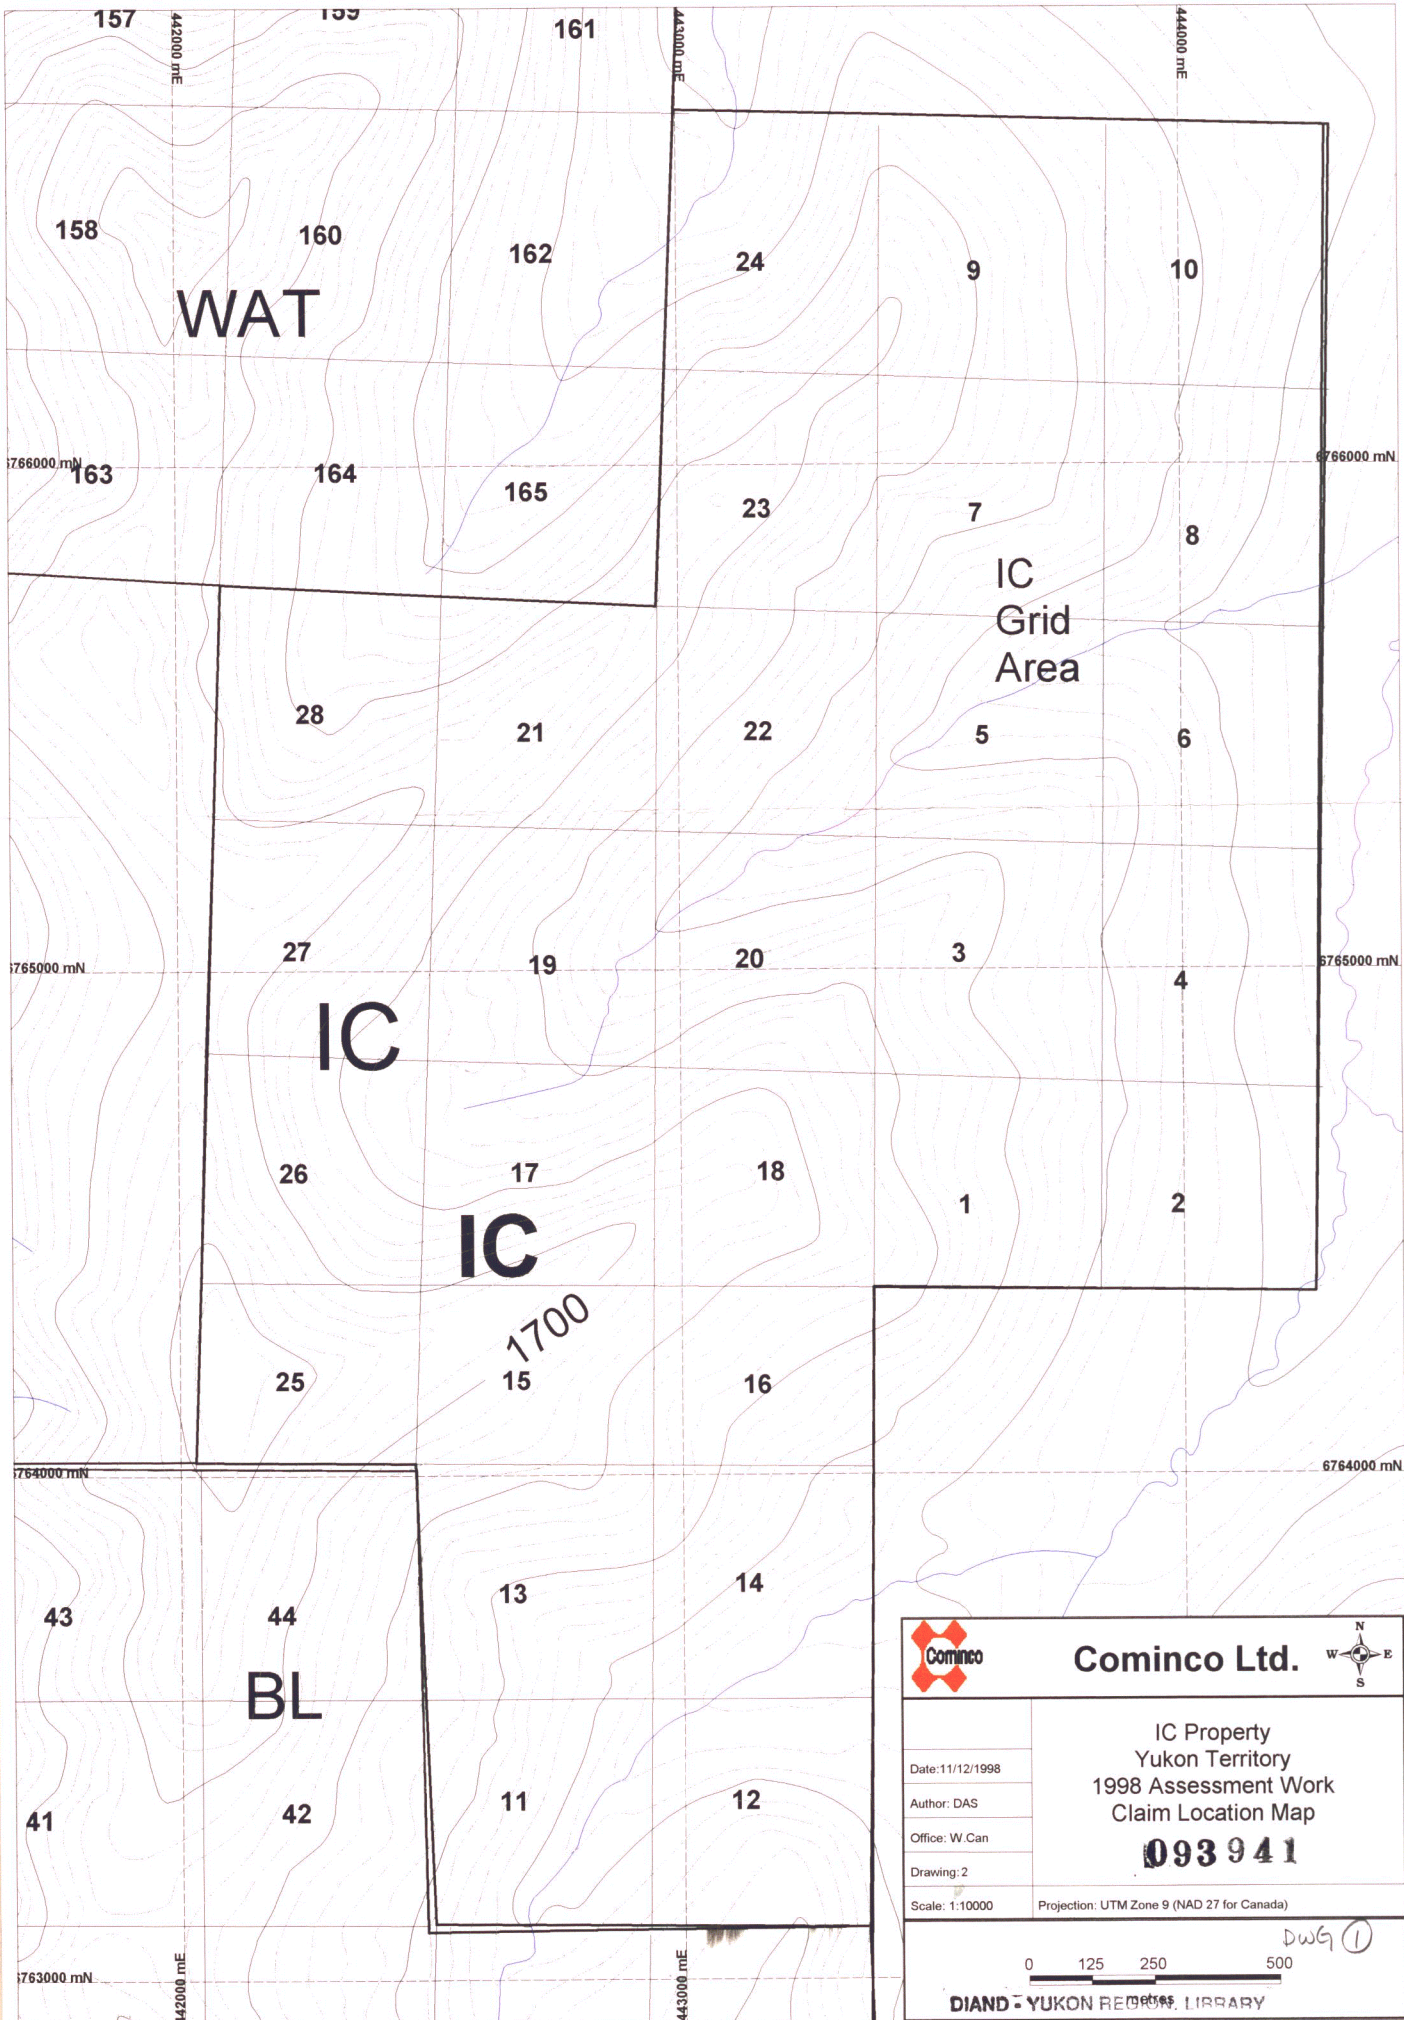 157
159
161
442000 mE
443000 mE
444000 mE
158
160
162
24
9
10
WAT
6766000 mN
163
164
165
23
7
8
6766000 mN
IC
Grid
Area
28
21
22
5
6
27
19
20
3
4
6765000 mN
6765000 mN
IC
26
17
18
1
2
IC
1700
25
15
16
6764000 mN
6764000 mN
13
14
43
44
BL
41
42
11
12
6763000 mN
442000 mE
443000 mE
Cominco
Cominco Ltd.
N
W E
S
IC Property
Yukon Territory
1998 Assessment Work
Claim Location Map
093941
Date:11/12/1998
Author: DAS
Office: W.Can
Drawing:2
Scale: 1:10000
Projection: UTM Zone 9 (NAD 27 for Canada)
DWG 1
0 125 250 500
metres
DIAND - YUKON REGION, LIBRARY